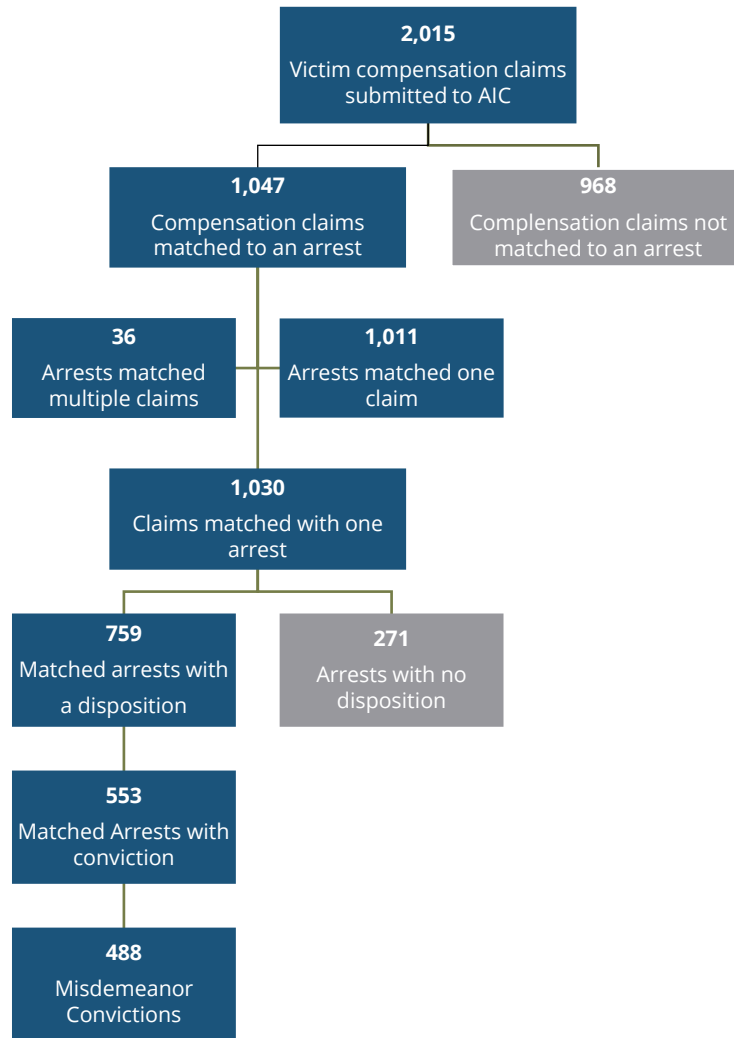 2,015
Victim compensation claims
submitted to AIC
1,047
Compensation claims
matched to an arrest
968
Complensation claims not
matched to an arrest
36
Arrests matched
multiple claims
1,011
Arrests matched one
claim
1,030
Claims matched with one
arrest
759
Matched arrests with
a disposition
271
Arrests with no
disposition
553
Matched Arrests with
conviction
488
Misdemeanor
Convictions